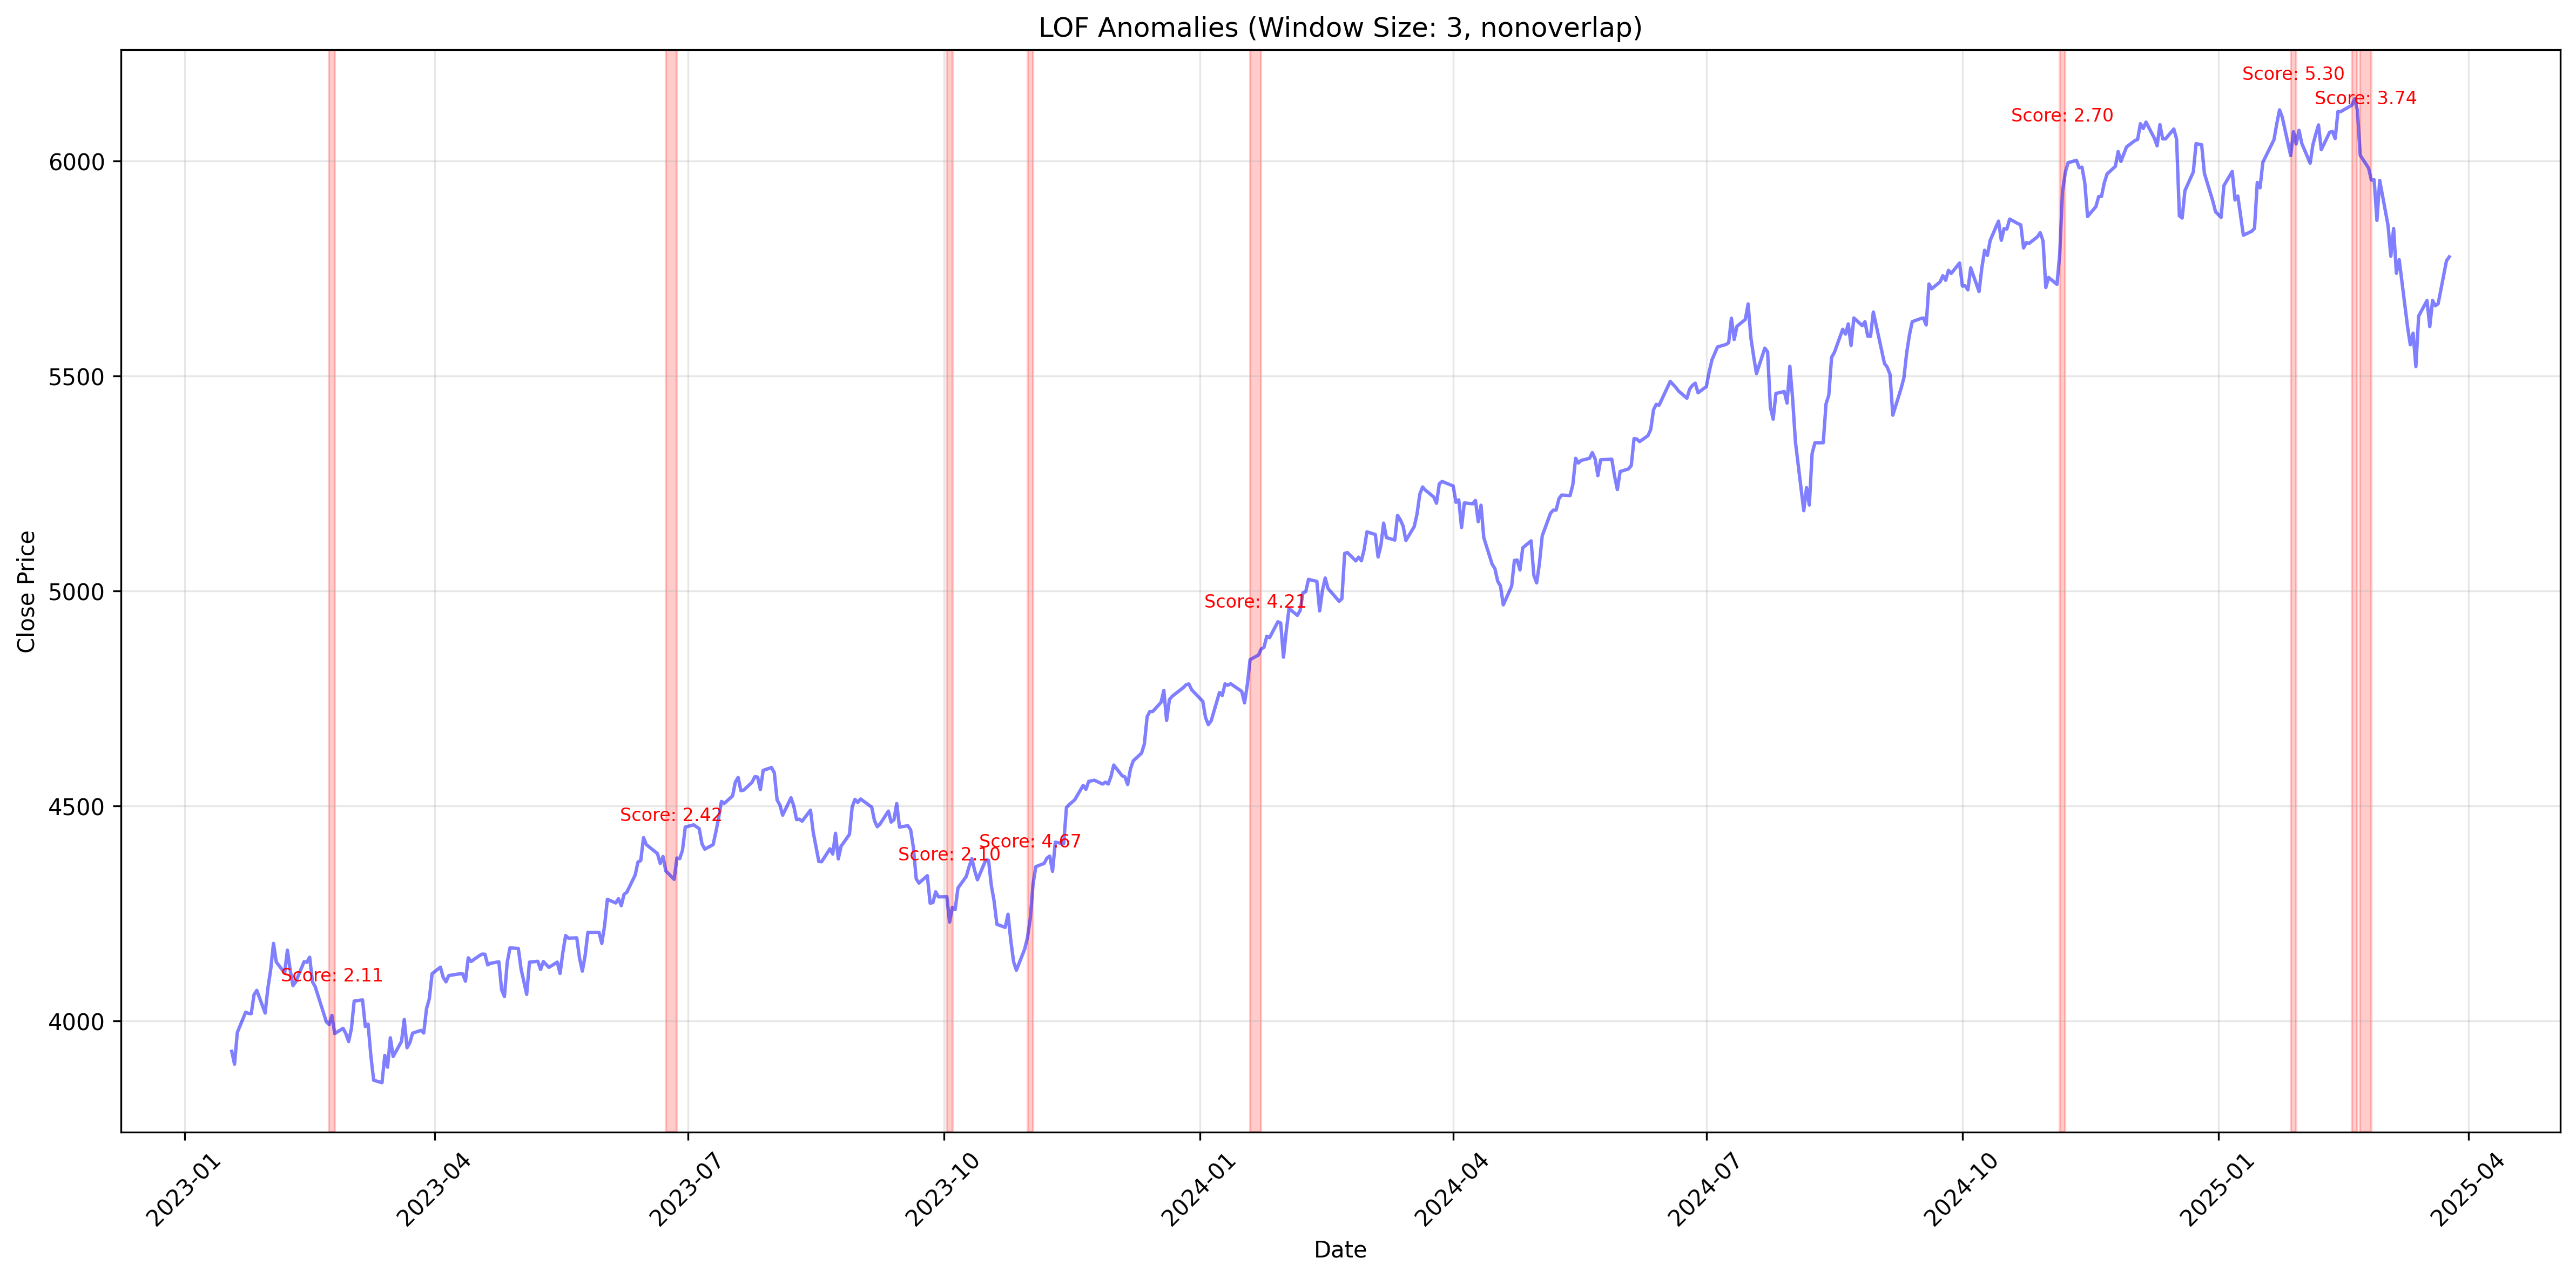 LOF Anomalies (Window Size: 3, nonoverlap)
Score: 5.30
Score: 3.74
Score: 2.70
6000
5500
5000
Score: 4.21
4500
Score: 2.42
Score: 4.67
Score: 2.10
Score: 2.11
4000
Close Price
2023-01
2023-04
2023-07
2023-10
2024-01
2024-04
2024-07
2024-10
2025-01
2025-04
Date